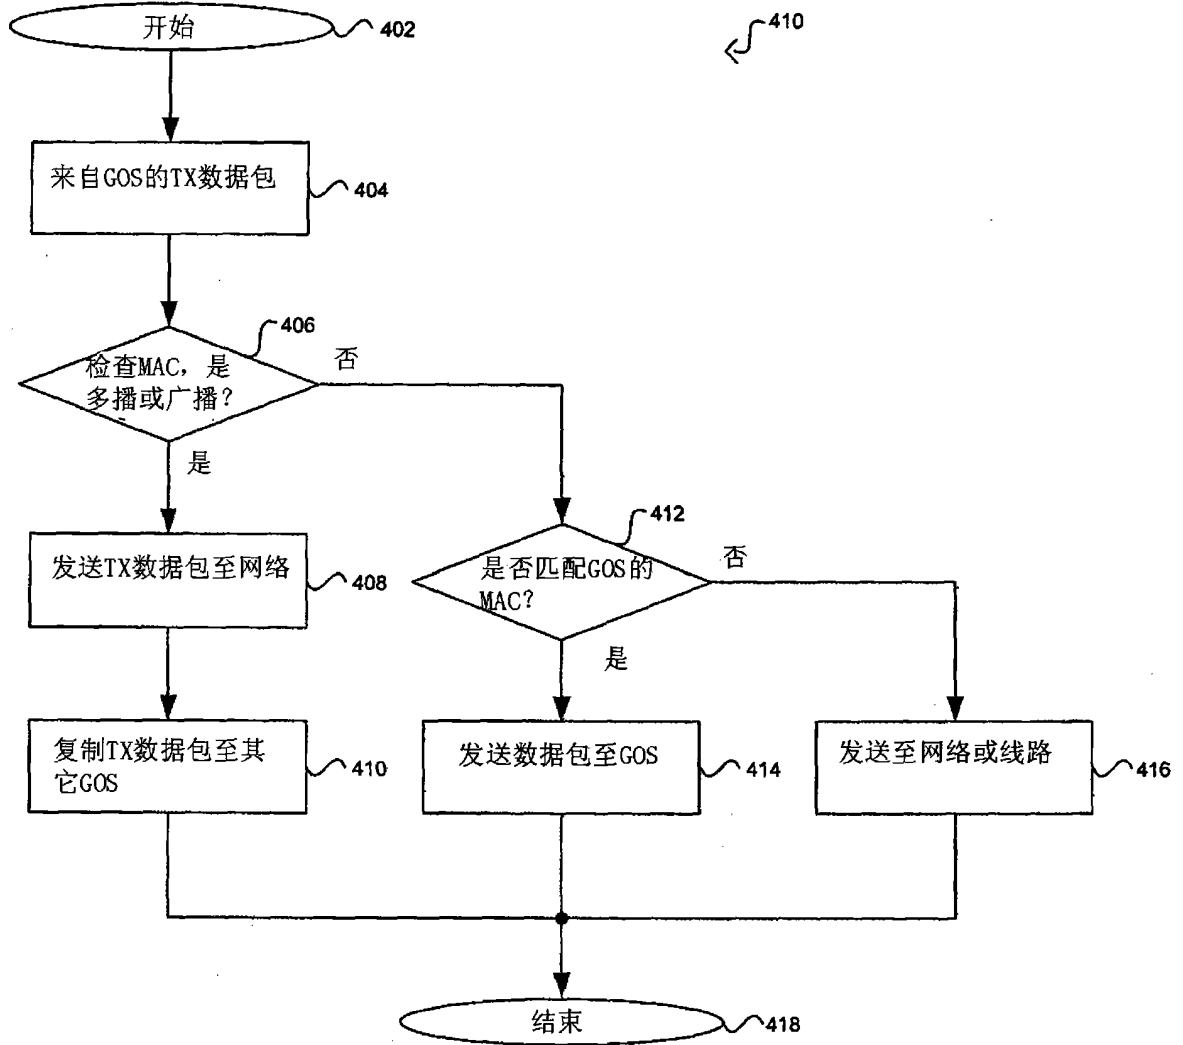 开始
402
410
来自GOS的TX数据包
404
406
检查MAC，是
多播或广播？
否
是
发送TX数据包至网络
408
412
是否匹配GOS的
MAC？
否
是
复制TX数据包至其
它GOS
410
发送数据包至GOS
414
发送至网络或线路
416
结束
418